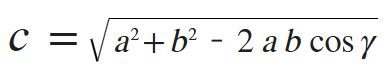 c = √a² + b² - 2 a b cos γ